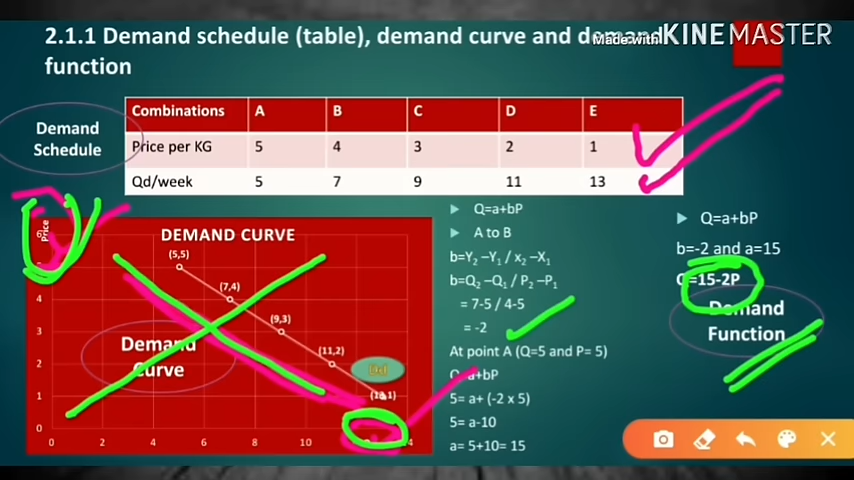 2.1.1 Demand schedule (table), demand curve and demand
function
Made with KINEMASTER
Demand
Schedule
Combinations A B C D E
Price per KG 5 4 3 2 1
Qd/week 5 7 9 11 13
DEMAND CURVE
Price
6
4
3
2
1
0
0 2 4 6 8 10 14
(5,5)
(7,4)
(9,3)
(11,2)
(13,1)
Demand
Curve
Q=a+bP
A to B
b=Y₂ –Y₁ / x₂ –X₁
b=Q₂ –Q₁ / P₂ –P₁
= 7-5 / 4-5
= -2
At point A (Q=5 and P= 5)
Q=a+bP
5= a+ (-2 x 5)
5= a-10
a= 5+10= 15
Q=a+bP
b=-2 and a=15
Q=15-2P
Demand
Function